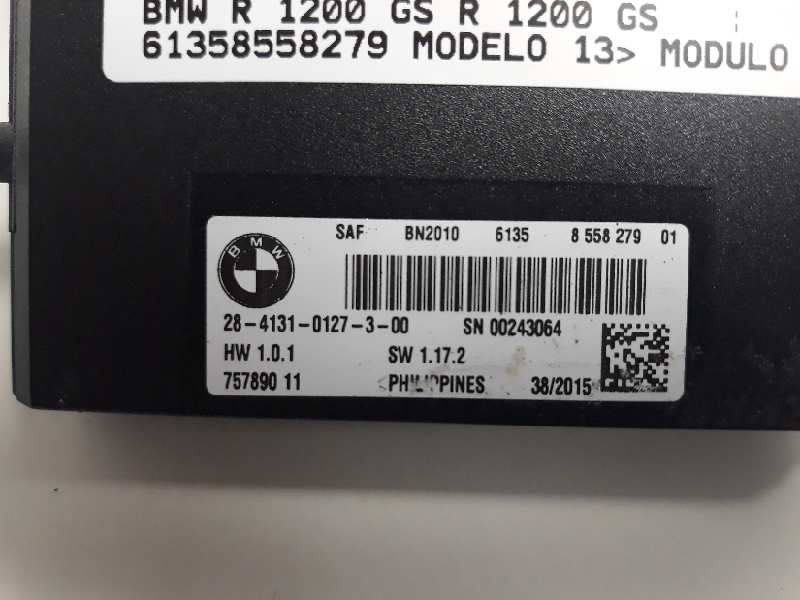 BMW R 1200 GS R 1200 GS
61358558279 MODELO 13> MODULO
BMW
SAF BN2010 6135 8 558 279 01
28-4131-0127-3-00 SN 00243064
HW 1.0.1 SW 1.17.2
757890 11 PHILIPPINES 38/2015